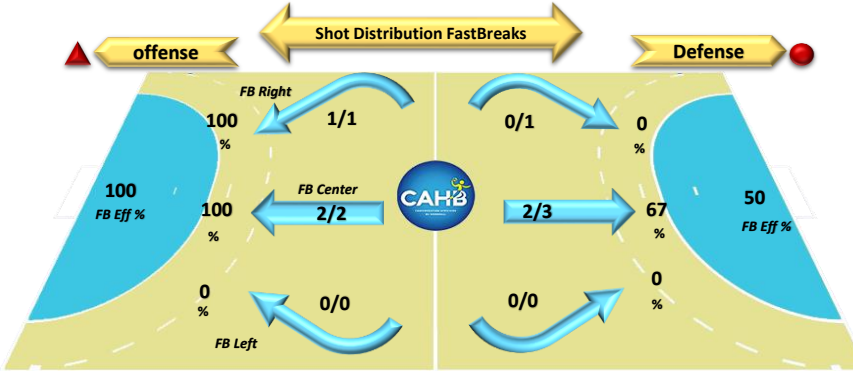 Shot Distribution FastBreaks
offense
Defense
FB Right
100
%
1/1
0/1
0
%
100
FB Eff %
100
%
FB Center
2/2
CAHB
2/3
67
%
50
FB Eff %
0
%
0/0
FB Left
0/0
0
%